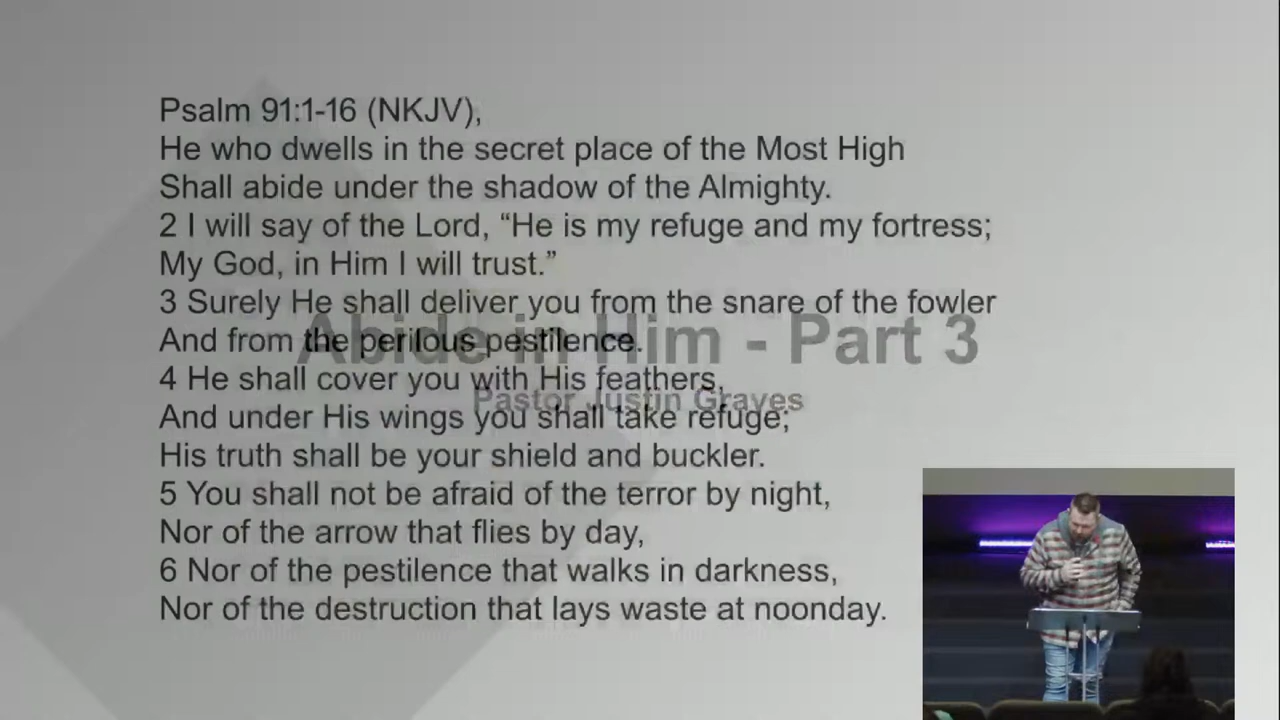 Psalm 91:1-16 (NKJV),
He who dwells in the secret place of the Most High
Shall abide under the shadow of the Almighty.
2 I will say of the Lord, “He is my refuge and my fortress;
My God, in Him I will trust.”
3 Surely He shall deliver you from the snare of the fowler
And from the perilous pestilence.
Abide in Him - Part 3
4 He shall cover you with His feathers,
Pastor Justin Graves
And under His wings you shall take refuge;
His truth shall be your shield and buckler.
5 You shall not be afraid of the terror by night,
Nor of the arrow that flies by day,
6 Nor of the pestilence that walks in darkness,
Nor of the destruction that lays waste at noonday.